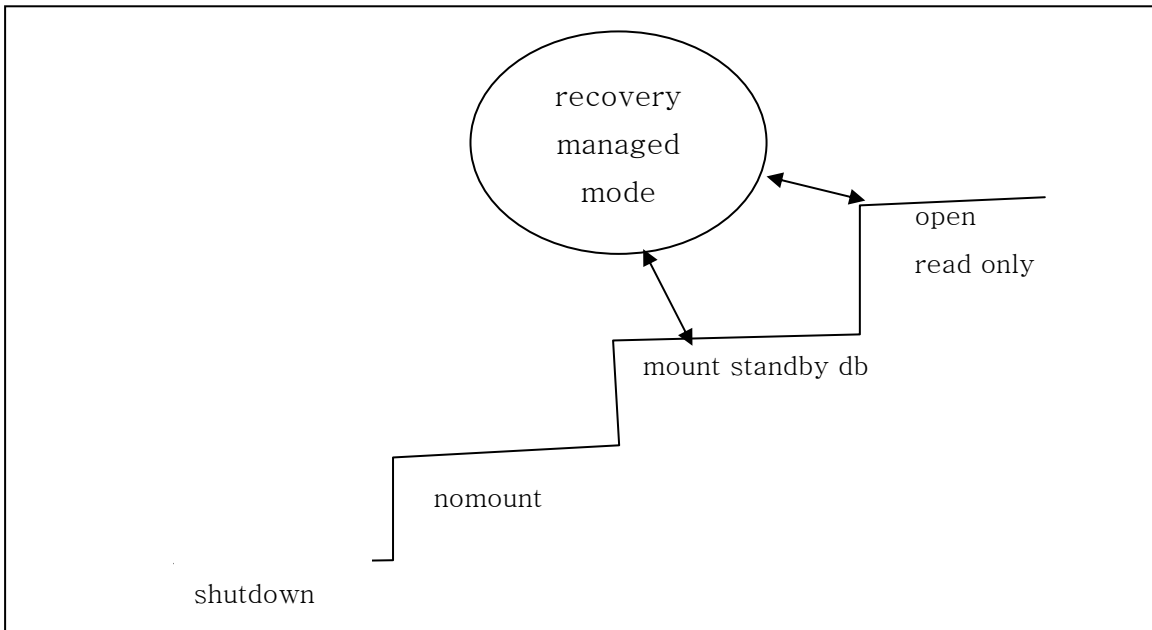 recovery
managed
mode
open
read only
mount standby db
nomount
shutdown